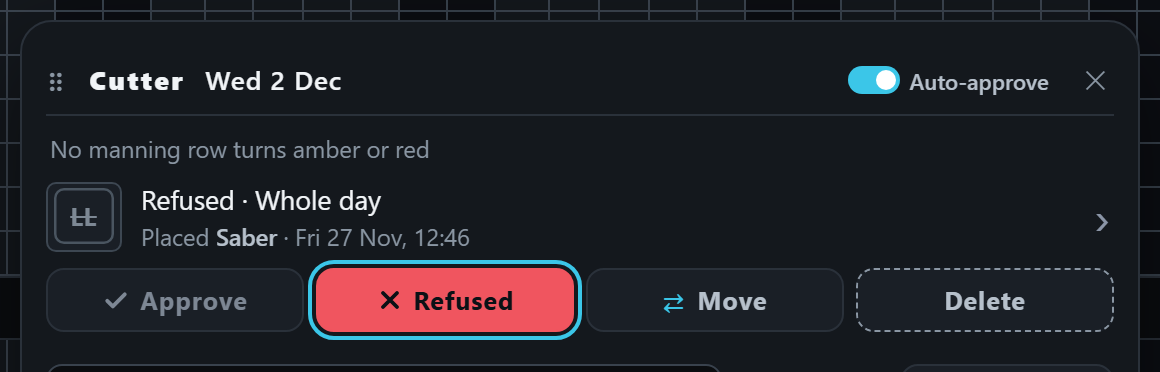 Cutter Wed 2 Dec Auto-approve
No manning row turns amber or red
LL Refused · Whole day
Placed Saber · Fri 27 Nov, 12:46
Approve Refused Move Delete